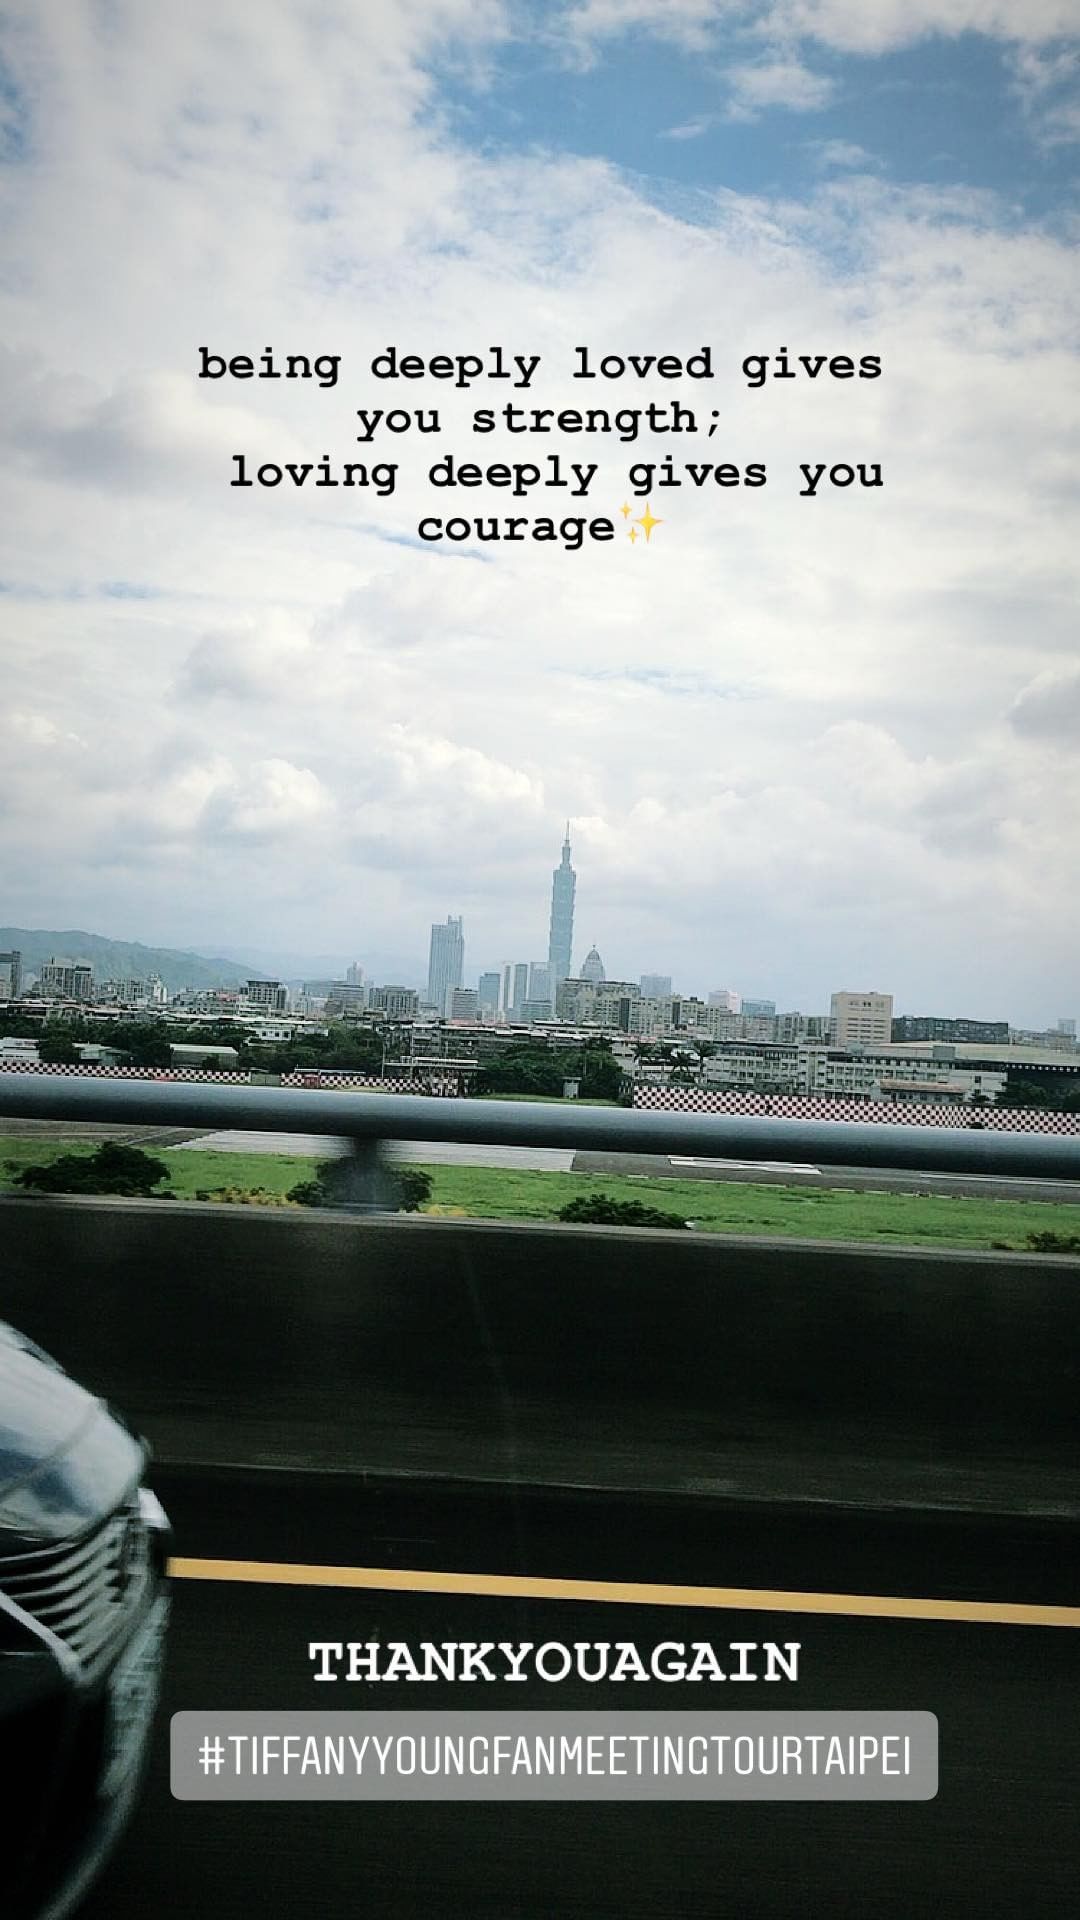 being deeply loved gives
you strength;
loving deeply gives you
courage✨
THANKYOUAGAIN
#TIFFANYYOUNGFANMEETINGTOURTAIPEI